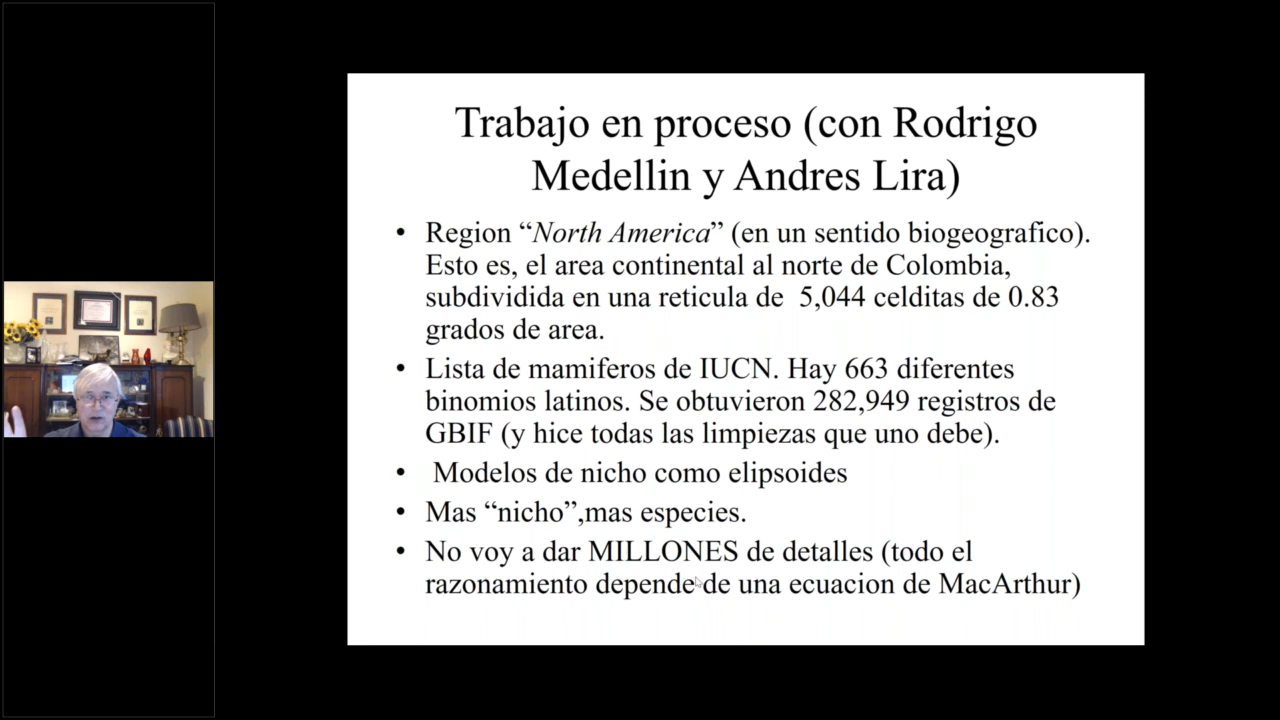 Trabajo en proceso (con Rodrigo
Medellin y Andres Lira)
• Region “North America” (en un sentido biogeografico).
Esto es, el area continental al norte de Colombia,
subdividida en una reticula de 5,044 celditas de 0.83
grados de area.
• Lista de mamiferos de IUCN. Hay 663 diferentes
binomios latinos. Se obtuvieron 282,949 registros de
GBIF (y hice todas las limpiezas que uno debe).
• Modelos de nicho como elipsoides
• Mas “nicho”,mas especies.
• No voy a dar MILLONES de detalles (todo el
razonamiento depende de una ecuacion de MacArthur)